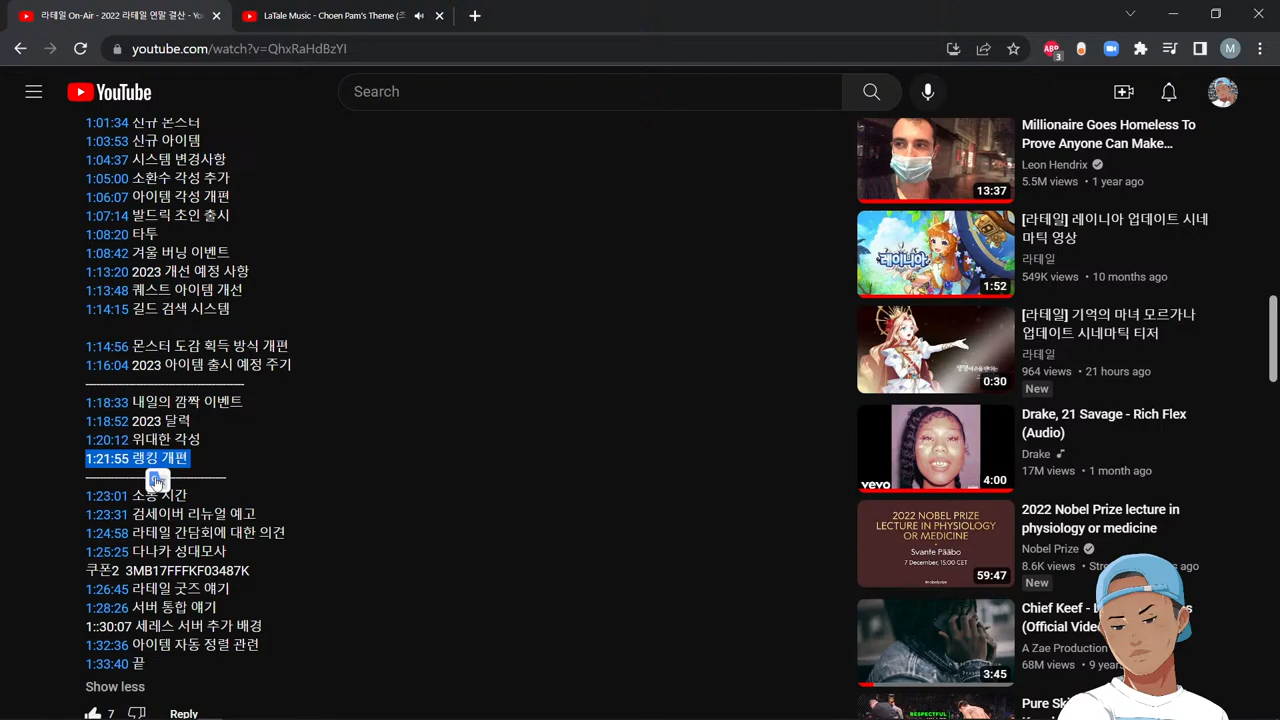 라테일 On-Air - 2022 라테일 연말 결산 - Yo
LaTale Music - Choen Pam's Theme (
youtube.com/watch?v=QhxRaHdBzYI
3
M
YouTube
Search
1:01:34 신규 몬스터
1:03:53 신규 아이템
1:04:37 시스템 변경사항
1:05:00 소환수 각성 추가
1:06:07 아이템 각성 개편
1:07:14 발드릭 초인 출시
1:08:20 타투
1:08:42 겨울 버닝 이벤트
1:13:20 2023 개선 예정 사항
1:13:48 퀘스트 아이템 개선
1:14:15 길드 검색 시스템
1:14:56 몬스터 도감 획득 방식 개편
1:16:04 2023 아이템 출시 예정 주기
1:18:33 내일의 깜짝 이벤트
1:18:52 2023 달력
1:20:12 위대한 각성
1:21:55 랭킹 개편
1:23:01 소통 시간
1:23:31 검세이버 리뉴얼 예고
1:24:58 라테일 간담회에 대한 의견
1:25:25 다나카 성대모사
쿠폰2 3MB17FFFKF03487K
1:26:45 라테일 굿즈 얘기
1:28:26 서버 통합 얘기
1::30:07 세레스 서버 추가 배경
1:32:36 아이템 자동 정렬 관련
1:33:40 끝
Show less
7
Reply
13:37
Millionaire Goes Homeless To
Prove Anyone Can Make…
Leon Hendrix
5.5M views • 1 year ago
레이니아
1:52
[라테일] 레이니아 업데이트 시네
마틱 영상
라테일
549K views • 10 months ago
0:30
[라테일] 기억의 마녀 모르가나
업데이트 시네마틱 티저
라테일
964 views • 21 hours ago
New
vevo
4:00
Drake, 21 Savage - Rich Flex
(Audio)
Drake
17M views • 1 month ago
2022 NOBEL PRIZE
LECTURE IN PHYSIOLOGY
OR MEDICINE
Svante Pääbo
7 December, 15:00 CET
59:47
2022 Nobel Prize lecture in
physiology or medicine
Nobel Prize
8.6K views • ago
New
3:45
Chief Keef -
(Official
A Zae Production
68M views • 9
RESPECTFUL
Pure